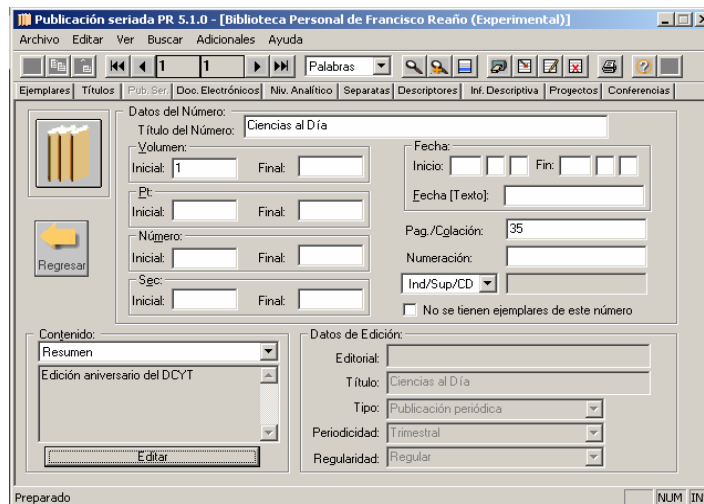 Publicación seriada PR 5.1.0 - [Biblioteca Personal de Francisco Reaño (Experimental)]
Archivo Editar Ver Buscar Adicionales Ayuda
1 1 Palabras
Ejemplares Títulos Pub. Ser. Doc. Electrónicos Niv. Analítico Separatas Descriptores Inf. Descriptiva Proyectos Conferencias
Datos del Número:
Título del Número: Ciencias al Día
Volumen:
Inicial: 1 Final:
Fecha:
Inicio: Fin:
Fecha [Texto]:
Pt:
Inicial: Final:
Pag./Colación: 35
Número:
Inicial: Final:
Numeración:
Regresar
Sec:
Inicial: Final:
Ind/Sup/CD
No se tienen ejemplares de este número
Contenido:
Resumen
Edición aniversario del DCYT
Editar
Datos de Edición:
Editorial:
Título: Ciencias al Día
Tipo: Publicación periódica
Periodicidad: Trimestral
Regularidad: Regular
Preparado NUM IN